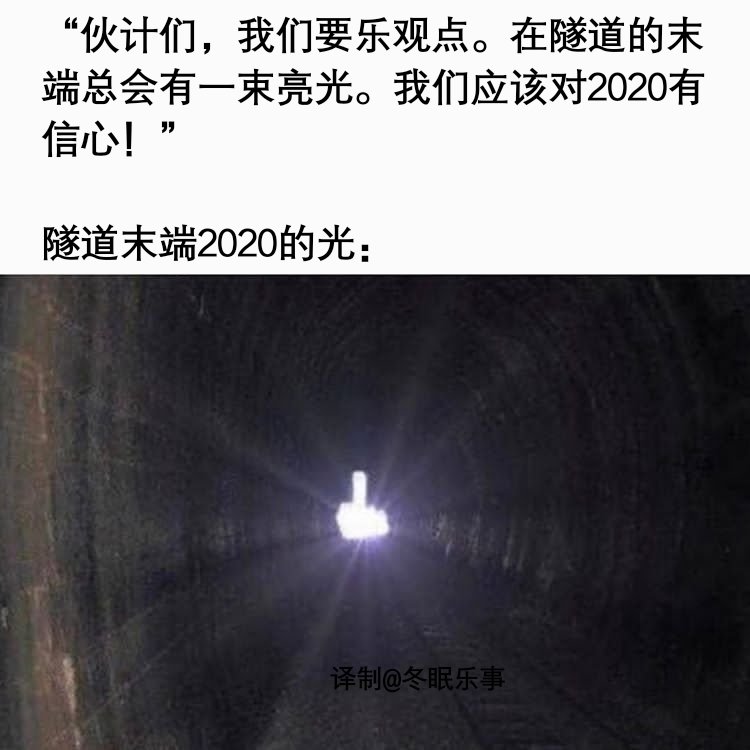 “伙计们，我们要乐观点。在隧道的末
端总会有一束亮光。我们应该对2020有
信心！”
隧道末端2020的光：
译制@冬眠乐事